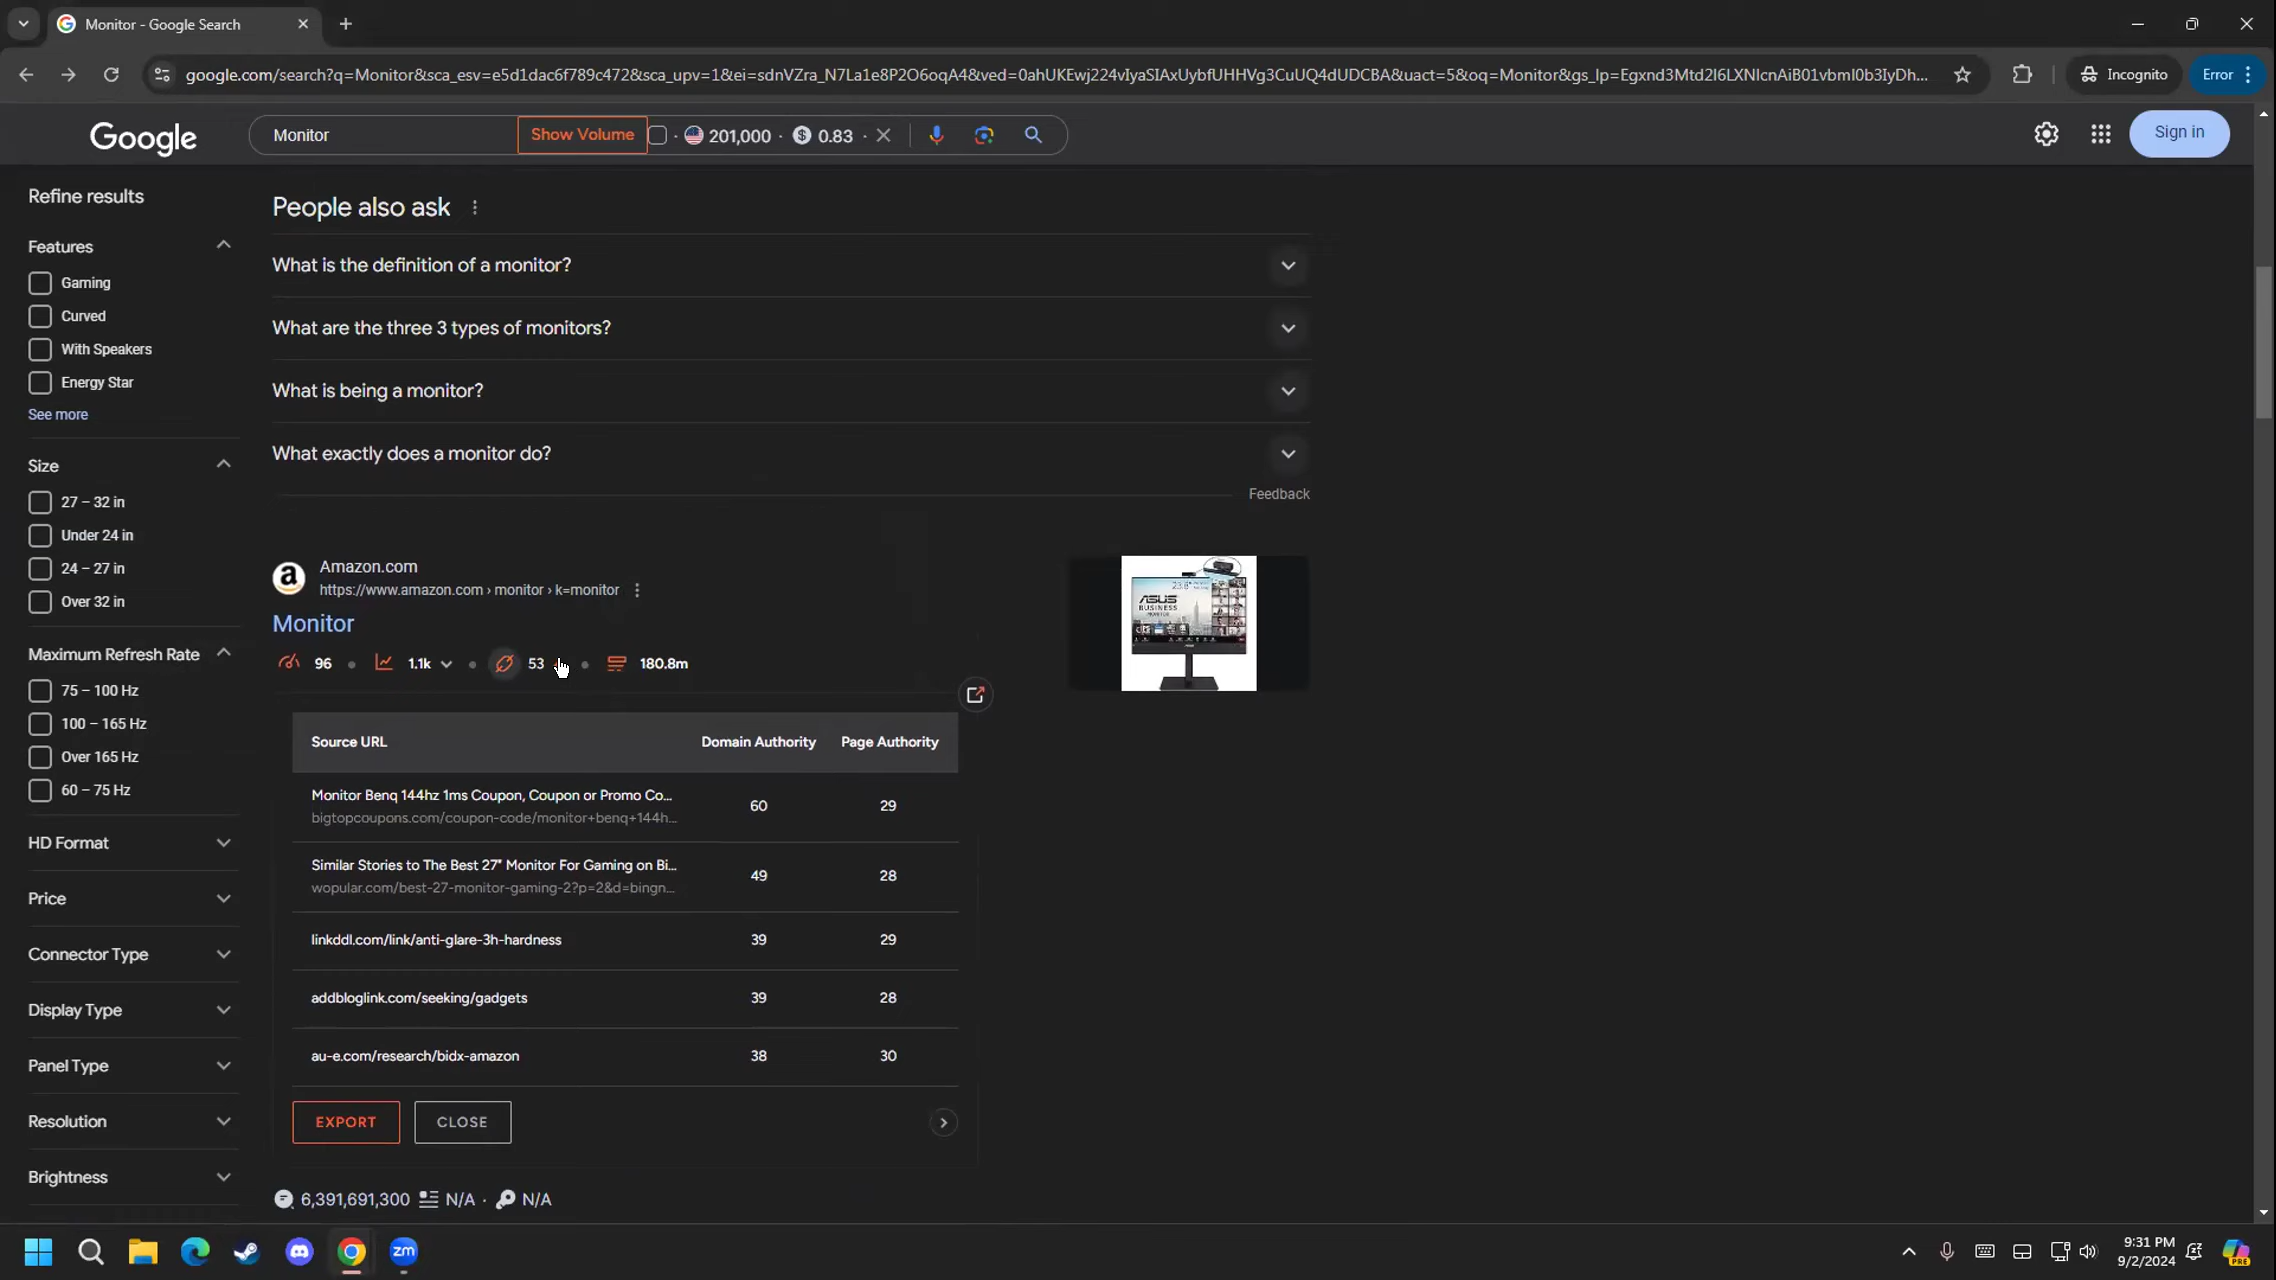 Monitor - Google Search
google.com/search?q=Monitor&sca_esv=e5d1dac6f789c472&sca_upv=1&ei=sdnVZra_N7La1e8P2O6oqA4&ved=0ahUKEwj224vIyaSIAxUybfUHHVg3CuUQ4dUDCBA&uact=5&oq=Monitor&gs_lp=Egxnd3Mtd2l6LXNlcnAiB01vbml0b3IyDh...
Incognito
Error
Google
Monitor
Show Volume
· 201,000 · $ 0.83 ·
Sign in
Refine results
Features
Gaming
Curved
With Speakers
Energy Star
See more
Size
27 – 32 in
Under 24 in
24 – 27 in
Over 32 in
Maximum Refresh Rate
75 – 100 Hz
100 – 165 Hz
Over 165 Hz
60 – 75 Hz
HD Format
Price
Connector Type
Display Type
Panel Type
Resolution
Brightness
People also ask
What is the definition of a monitor?
What are the three 3 types of monitors?
What is being a monitor?
What exactly does a monitor do?
Feedback
Amazon.com
https://www.amazon.com › monitor › k=monitor
Monitor
96 • 1.1k • 53 • 180.8m
23.8"
ASUS
BUSINESS
MONITOR
Source URL Domain Authority Page Authority
Monitor Benq 144hz 1ms Coupon, Coupon or Promo Co... 60 29
bigtopcoupons.com/coupon-code/monitor+benq+144h...
Similar Stories to The Best 27" Monitor For Gaming on Bi... 49 28
wopular.com/best-27-monitor-gaming-2?p=2&d=bingn...
linkddl.com/link/anti-glare-3h-hardness 39 29
addbloglink.com/seeking/gadgets 39 28
au-e.com/research/bidx-amazon 38 30
EXPORT
CLOSE
6,391,691,300 N/A · N/A
zm
9:31 PM
9/2/2024
PRE